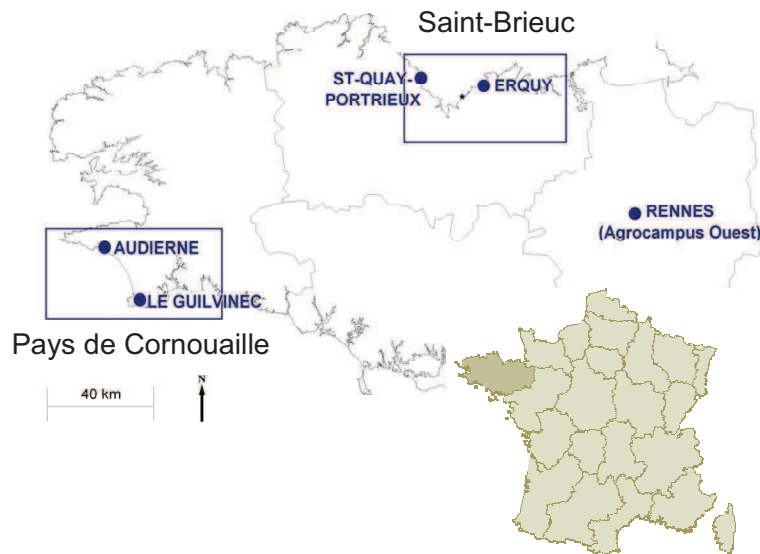 Saint-Brieuc
ST-QUAY-
PORTRIEUX
ERQUY
RENNES
(Agrocampus Ouest)
AUDIERNE
LE GUILVINEC
Pays de Cornouaille
40 km
N